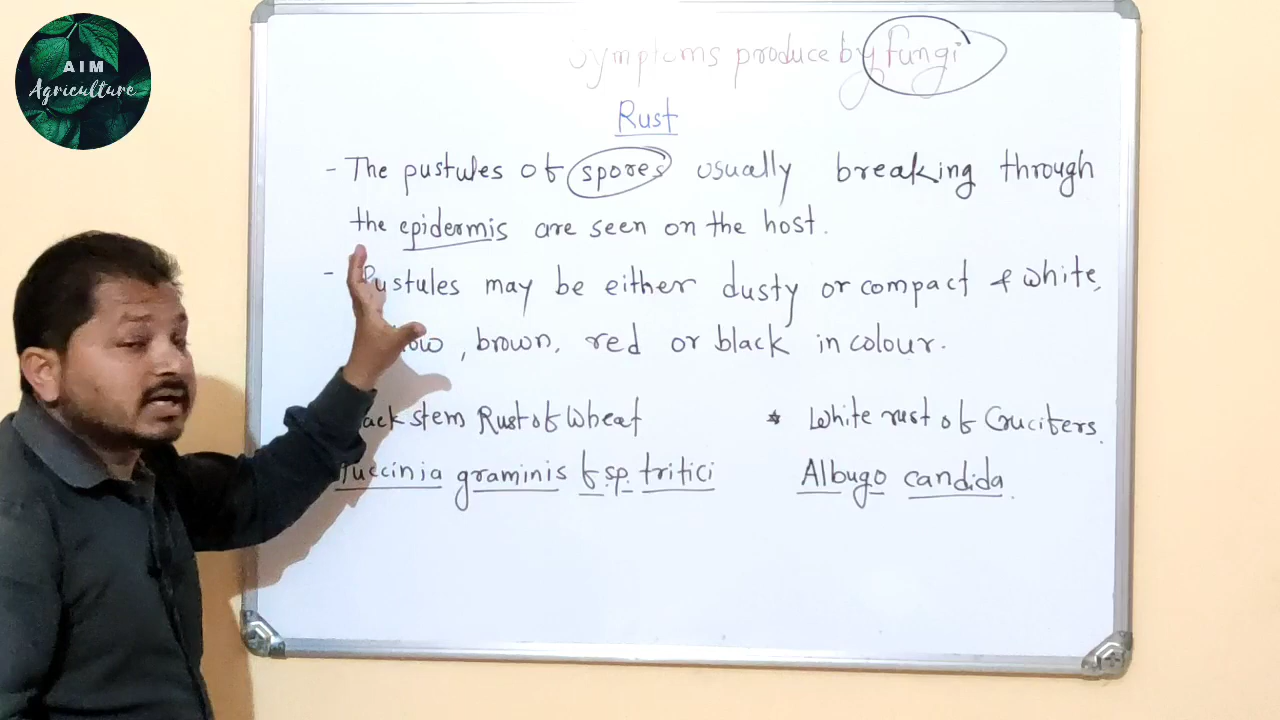 AIM
Agriculture
Symptoms produce by fungi
Rust
- The pustules of spores usually breaking through
the epidermis are seen on the host.
- Pustules may be either dusty or compact & white,
, brown, red or black in colour.
stem Rust of Wheat
* White rust of Crucifers.
graminis f. sp. tritici
Albugo candida.